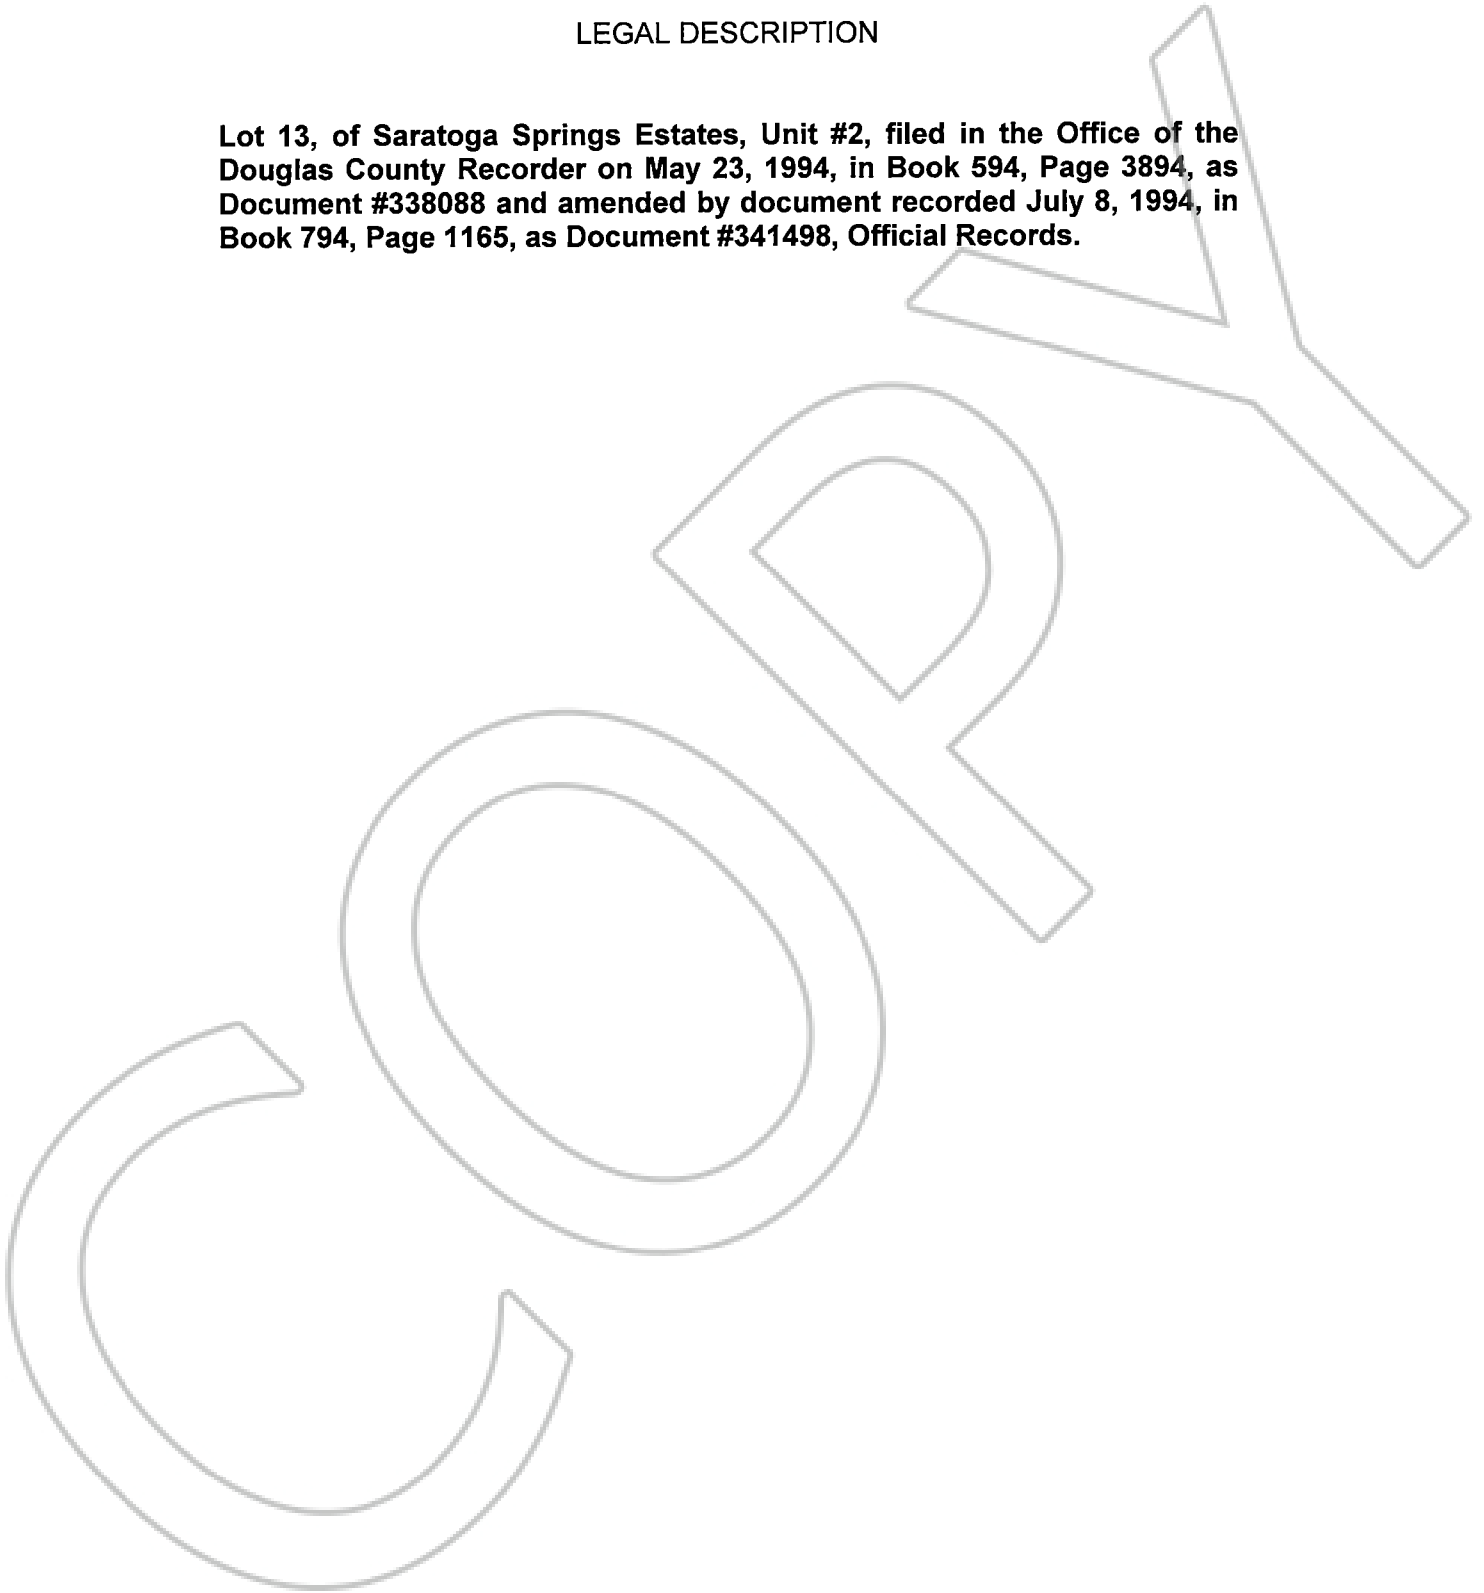 LEGAL DESCRIPTION
Lot 13, of Saratoga Springs Estates, Unit #2, filed in the Office of the
Douglas County Recorder on May 23, 1994, in Book 594, Page 3894, as
Document #338088 and amended by document recorded July 8, 1994, in
Book 794, Page 1165, as Document #341498, Official Records.
COPY